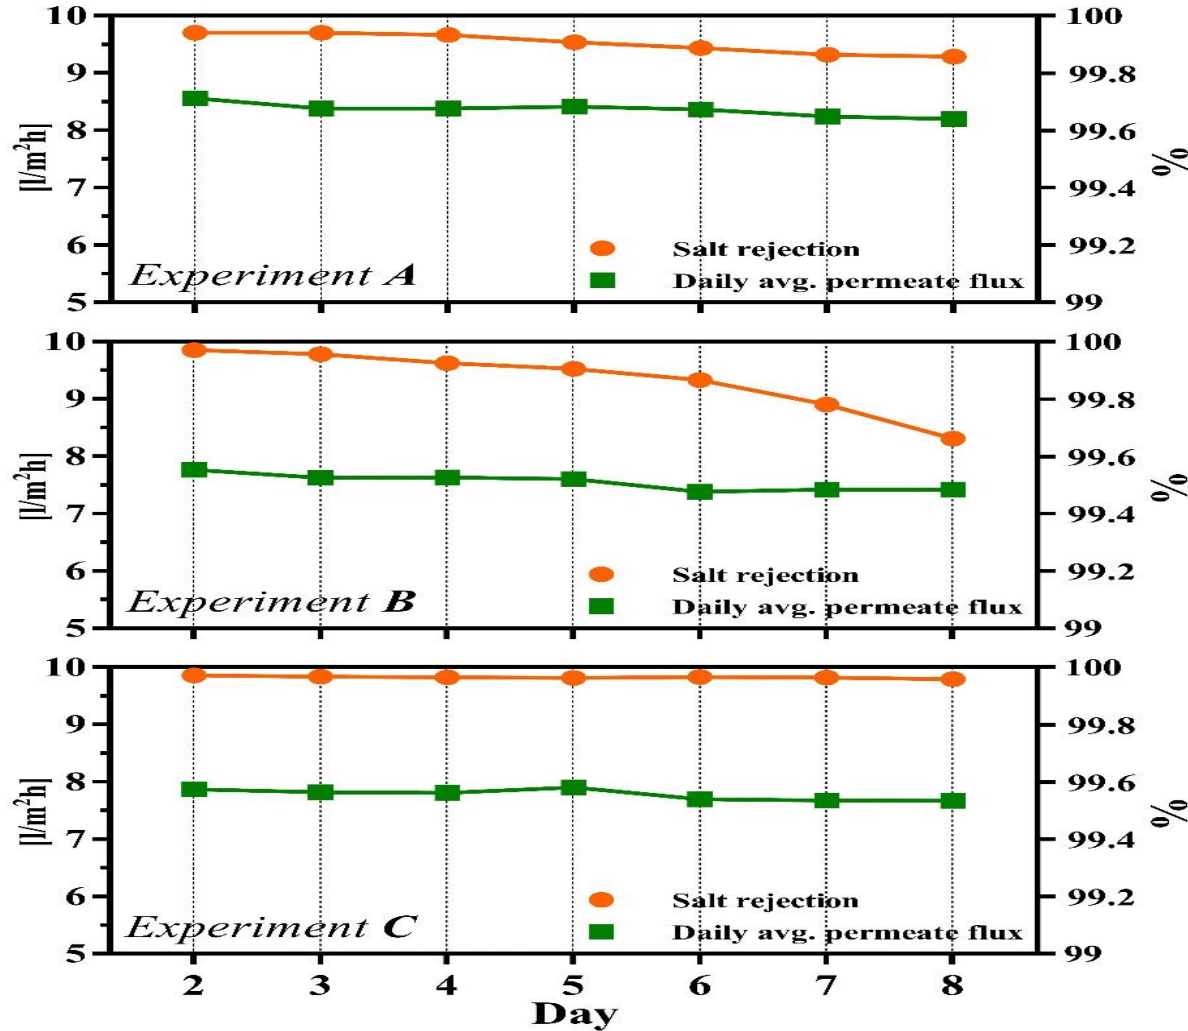 10
9
8
7
6
5
[l/m²h]
100
99.8
99.6
99.4
99.2
99
%
Salt rejection
Daily avg. permeate flux
Experiment A
10
9
8
7
6
5
[l/m²h]
100
99.8
99.6
99.4
99.2
99
%
Salt rejection
Daily avg. permeate flux
Experiment B
10
9
8
7
6
5
[l/m²h]
100
99.8
99.6
99.4
99.2
99
%
Salt rejection
Daily avg. permeate flux
Experiment C
2 3 4 5 6 7 8
Day